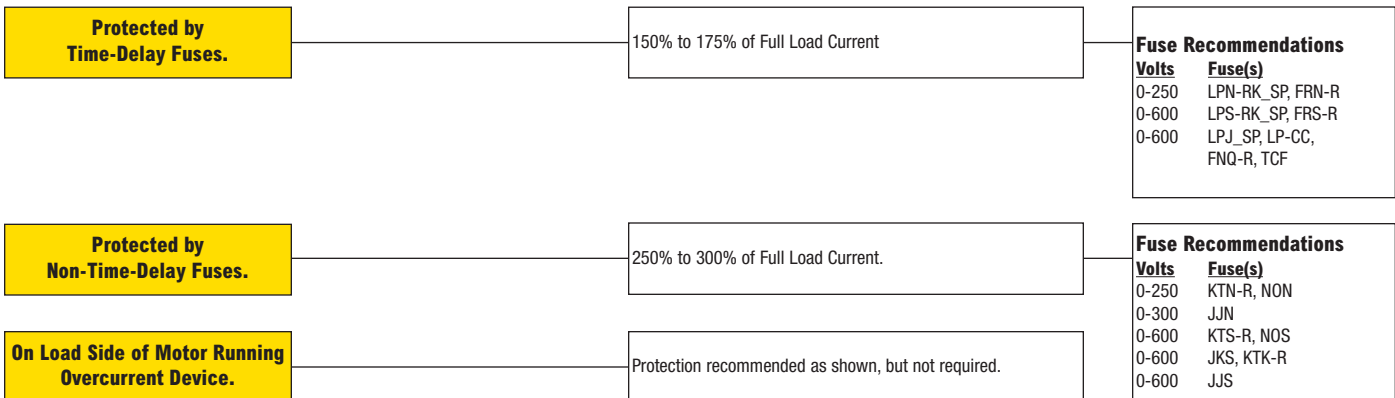 Protected by
Time-Delay Fuses.
150% to 175% of Full Load Current
Fuse Recommendations
Volts Fuse(s)
0-250 LPN-RK_SP, FRN-R
0-600 LPS-RK_SP, FRS-R
0-600 LPJ_SP, LP-CC,
FNQ-R, TCF
Protected by
Non-Time-Delay Fuses.
250% to 300% of Full Load Current.
Fuse Recommendations
Volts Fuse(s)
0-250 KTN-R, NON
0-300 JJN
0-600 KTS-R, NOS
0-600 JKS, KTK-R
0-600 JJS
On Load Side of Motor Running
Overcurrent Device.
Protection recommended as shown, but not required.